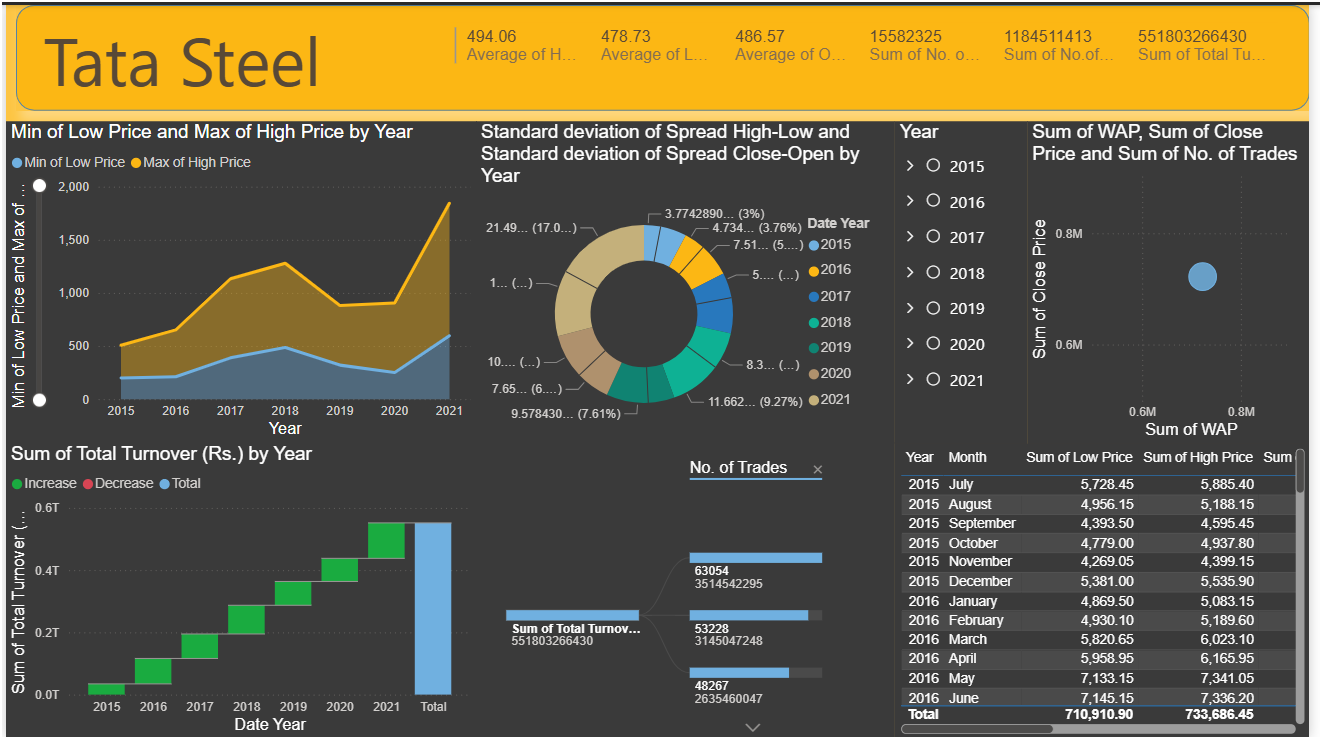 Tata Steel
494.06
Average of H...
478.73
Average of L...
486.57
Average of O...
15582325
Sum of No. o...
1184511413
Sum of No.of...
551803266430
Sum of Total Tu...
Min of Low Price and Max of High Price by Year
Min of Low Price Max of High Price
Min of Low Price and Max of ...
2,000
1,500
1,000
500
0
2015 2016 2017 2018 2019 2020 2021
Year
Standard deviation of Spread High-Low and
Standard deviation of Spread Close-Open by
Year
3.7742890... (3%)
4.734... (3.76%)
7.51... (5....)
5.... (...)
8.3... (...)
11.662... (9.27%)
9.578430... (7.61%)
7.65... (6....)
10.... (...)
1... (...)
21.49... (17.0...)
Date Year
2015
2016
2017
2018
2019
2020
2021
Year
2015
2016
2017
2018
2019
2020
2021
Sum of WAP, Sum of Close
Price and Sum of No. of Trades
Sum of Close Price
0.8M
0.6M
0.6M 0.8M
Sum of WAP
Sum of Total Turnover (Rs.) by Year
Increase Decrease Total
Sum of Total Turnover (...
0.6T
0.4T
0.2T
0.0T
2015 2016 2017 2018 2019 2020 2021 Total
Date Year
No. of Trades ×
Sum of Total Turnov...
551803266430
63054
3514542295
53228
3145047248
48267
2635460047
Year Month Sum of Low Price Sum of High Price Sum
2015 July 5,728.45 5,885.40
2015 August 4,956.15 5,188.15
2015 September 4,393.50 4,595.45
2015 October 4,779.00 4,937.80
2015 November 4,269.05 4,399.15
2015 December 5,381.00 5,535.90
2016 January 4,869.50 5,083.15
2016 February 4,930.10 5,189.60
2016 March 5,820.65 6,023.10
2016 April 5,958.95 6,165.95
2016 May 7,133.15 7,341.05
2016 June 7,145.15 7,336.20
Total 710,910.90 733,686.45